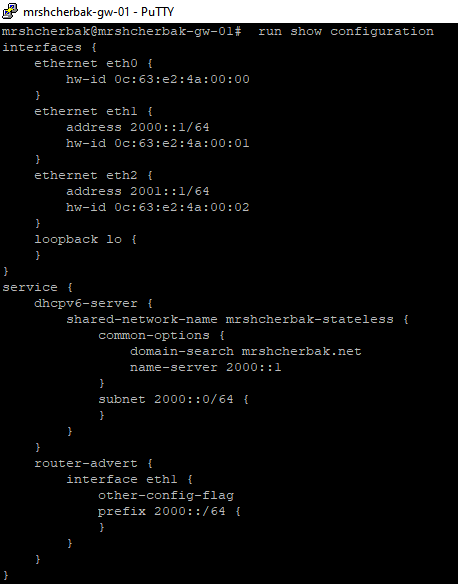 mrshcherbak-gw-01 - PuTTY
mrshcherbak@mrshcherbak-gw-01#  run show configuration
interfaces {
    ethernet eth0 {
        hw-id 0c:63:e2:4a:00:00
    }
    ethernet eth1 {
        address 2000::1/64
        hw-id 0c:63:e2:4a:00:01
    }
    ethernet eth2 {
        address 2001::1/64
        hw-id 0c:63:e2:4a:00:02
    }
    loopback lo {
    }
}
service {
    dhcpv6-server {
        shared-network-name mrshcherbak-stateless {
            common-options {
                domain-search mrshcherbak.net
                name-server 2000::1
            }
            subnet 2000::0/64 {
            }
        }
    }
    router-advert {
        interface eth1 {
            other-config-flag
            prefix 2000::/64 {
            }
        }
    }
}